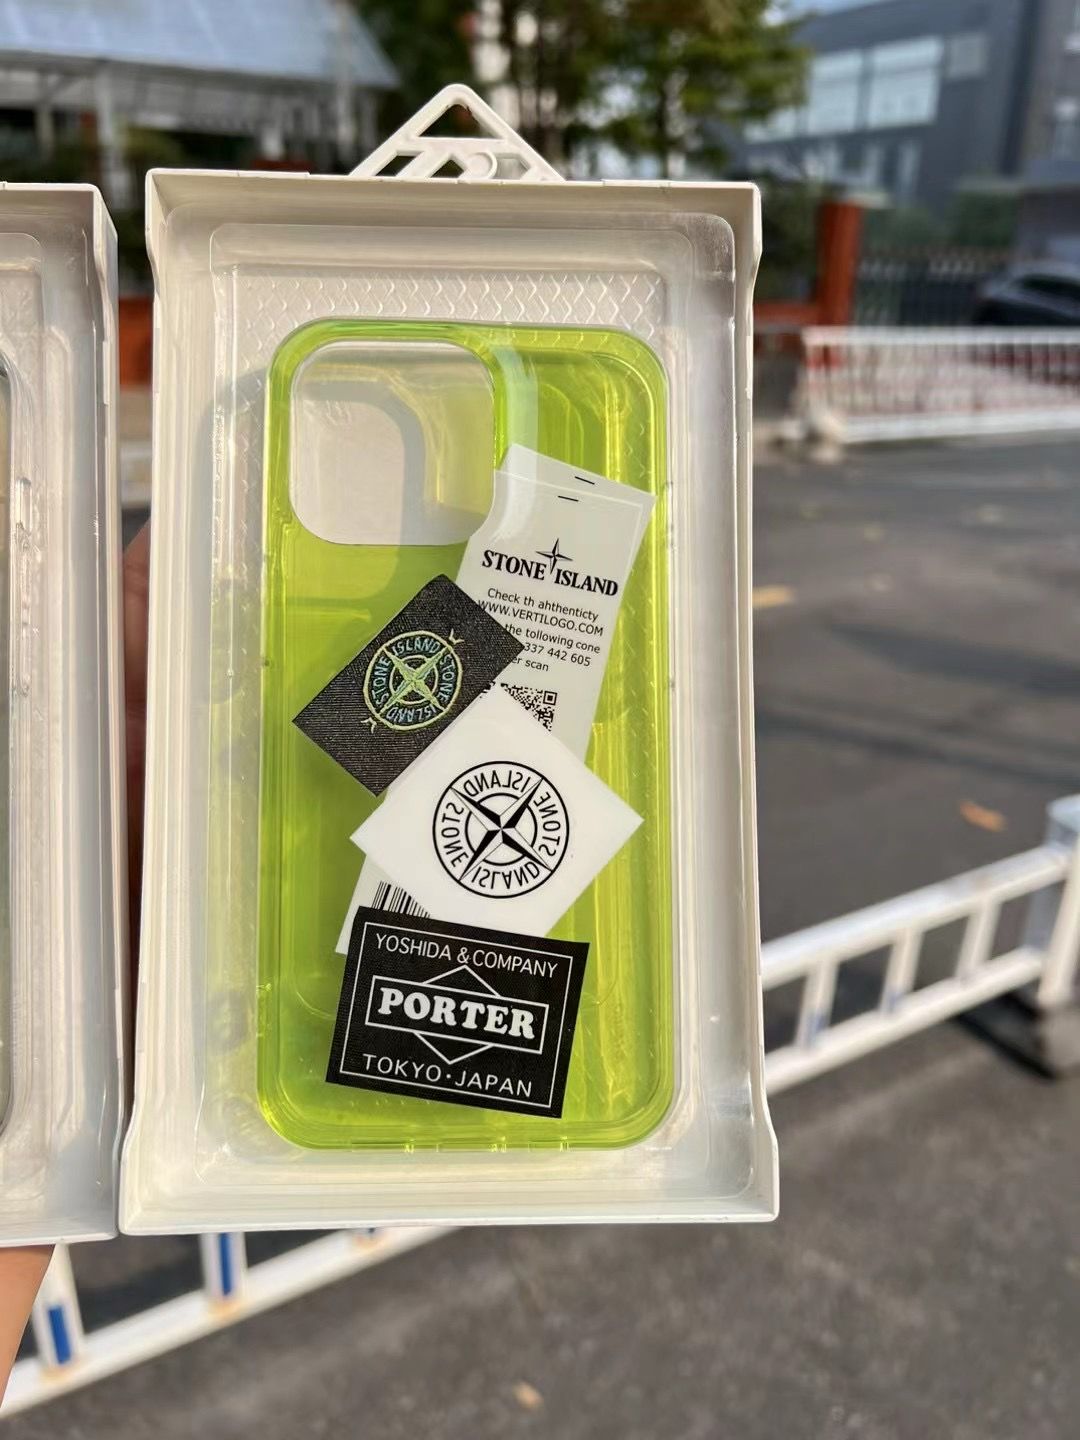 STONE ISLAND
Check th ahthenticty
WWW.VERTILOGO.COM
the tollowing cone
337 442 605
scan
STONE ISLAND STONE ISLAND
STONE ISLAND STONE ISLAND
YOSHIDA & COMPANY
PORTER
TOKYO·JAPAN